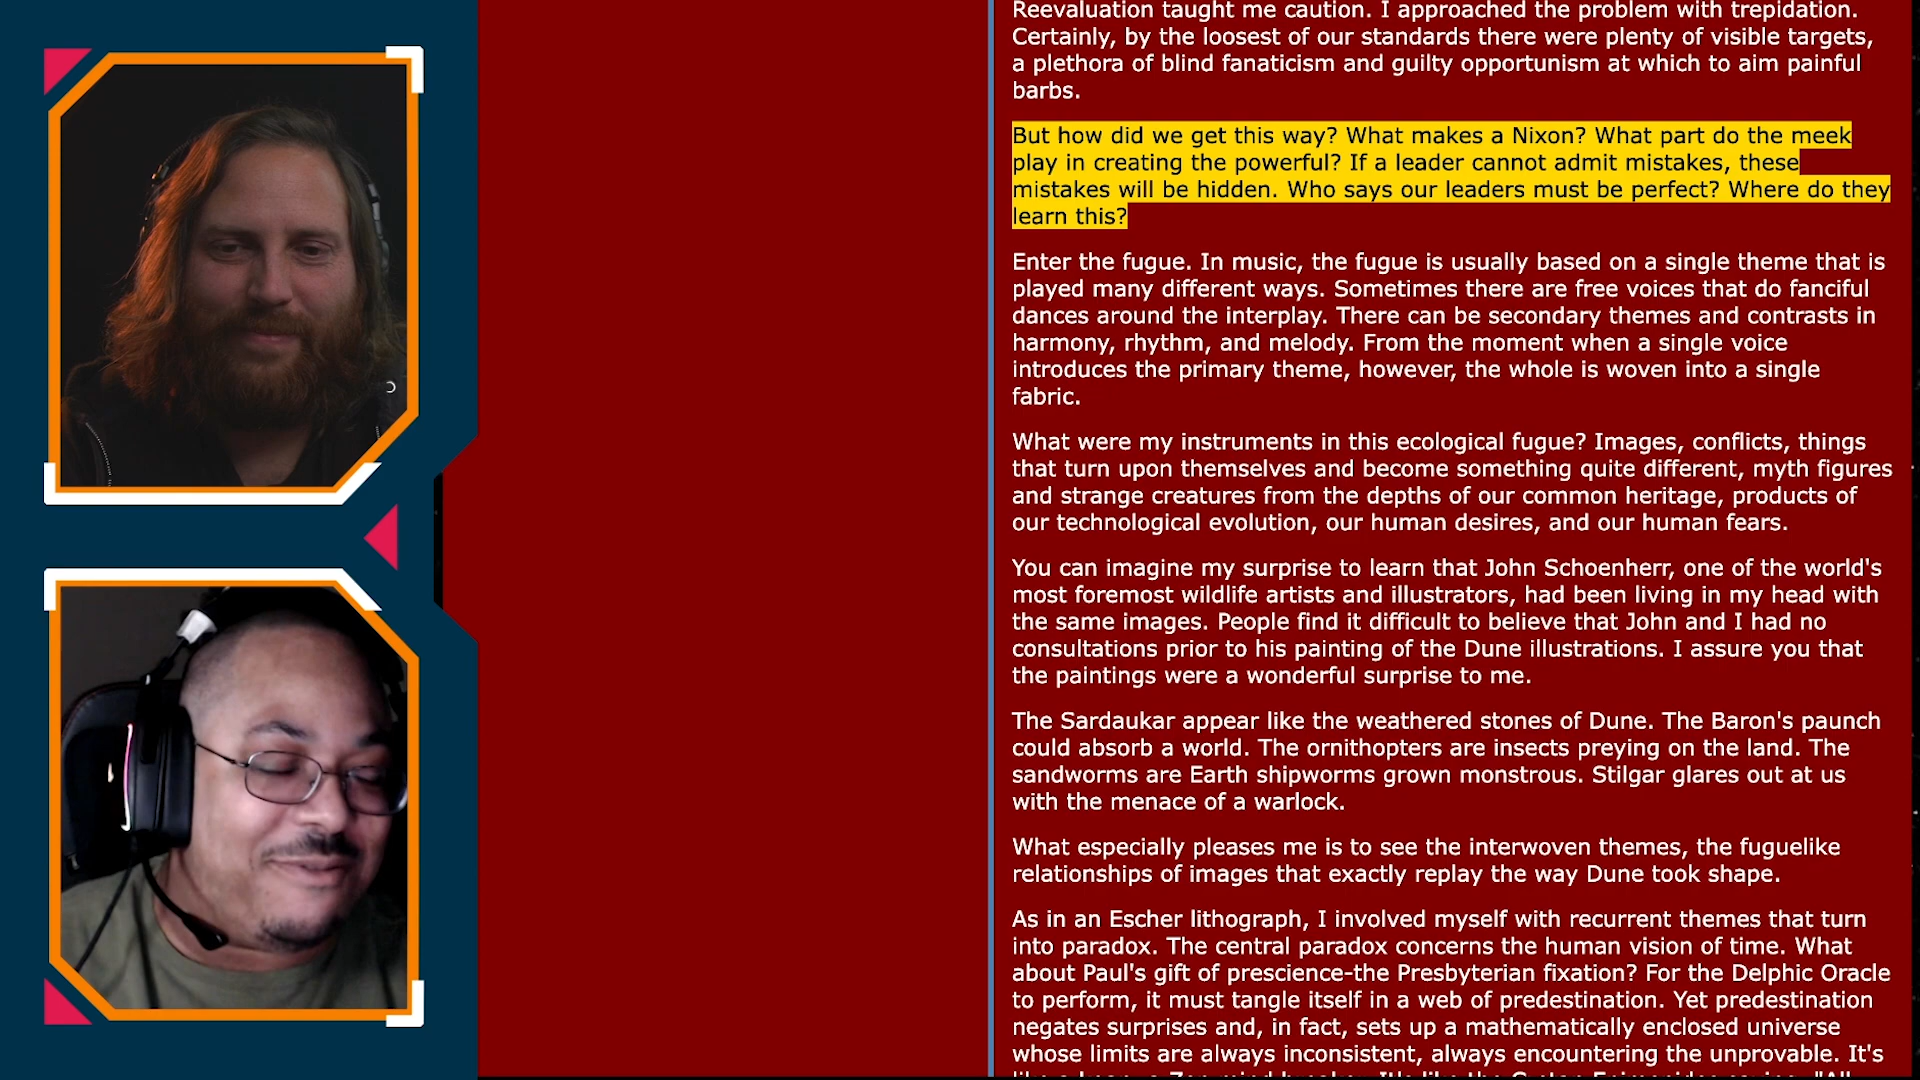 Reevaluation taught me caution. I approached the problem with trepidation.
Certainly, by the loosest of our standards there were plenty of visible targets,
a plethora of blind fanaticism and guilty opportunism at which to aim painful
barbs.
But how did we get this way? What makes a Nixon? What part do the meek
play in creating the powerful? If a leader cannot admit mistakes, these
mistakes will be hidden. Who says our leaders must be perfect? Where do they
learn this?
Enter the fugue. In music, the fugue is usually based on a single theme that is
played many different ways. Sometimes there are free voices that do fanciful
dances around the interplay. There can be secondary themes and contrasts in
harmony, rhythm, and melody. From the moment when a single voice
introduces the primary theme, however, the whole is woven into a single
fabric.
What were my instruments in this ecological fugue? Images, conflicts, things
that turn upon themselves and become something quite different, myth figures
and strange creatures from the depths of our common heritage, products of
our technological evolution, our human desires, and our human fears.
You can imagine my surprise to learn that John Schoenherr, one of the world's
most foremost wildlife artists and illustrators, had been living in my head with
the same images. People find it difficult to believe that John and I had no
consultations prior to his painting of the Dune illustrations. I assure you that
the paintings were a wonderful surprise to me.
The Sardaukar appear like the weathered stones of Dune. The Baron's paunch
could absorb a world. The ornithopters are insects preying on the land. The
sandworms are Earth shipworms grown monstrous. Stilgar glares out at us
with the menace of a warlock.
What especially pleases me is to see the interwoven themes, the fuguelike
relationships of images that exactly replay the way Dune took shape.
As in an Escher lithograph, I involved myself with recurrent themes that turn
into paradox. The central paradox concerns the human vision of time. What
about Paul's gift of prescience-the Presbyterian fixation? For the Delphic Oracle
to perform, it must tangle itself in a web of predestination. Yet predestination
negates surprises and, in fact, sets up a mathematically enclosed universe
whose limits are always inconsistent, always encountering the unprovable. It's